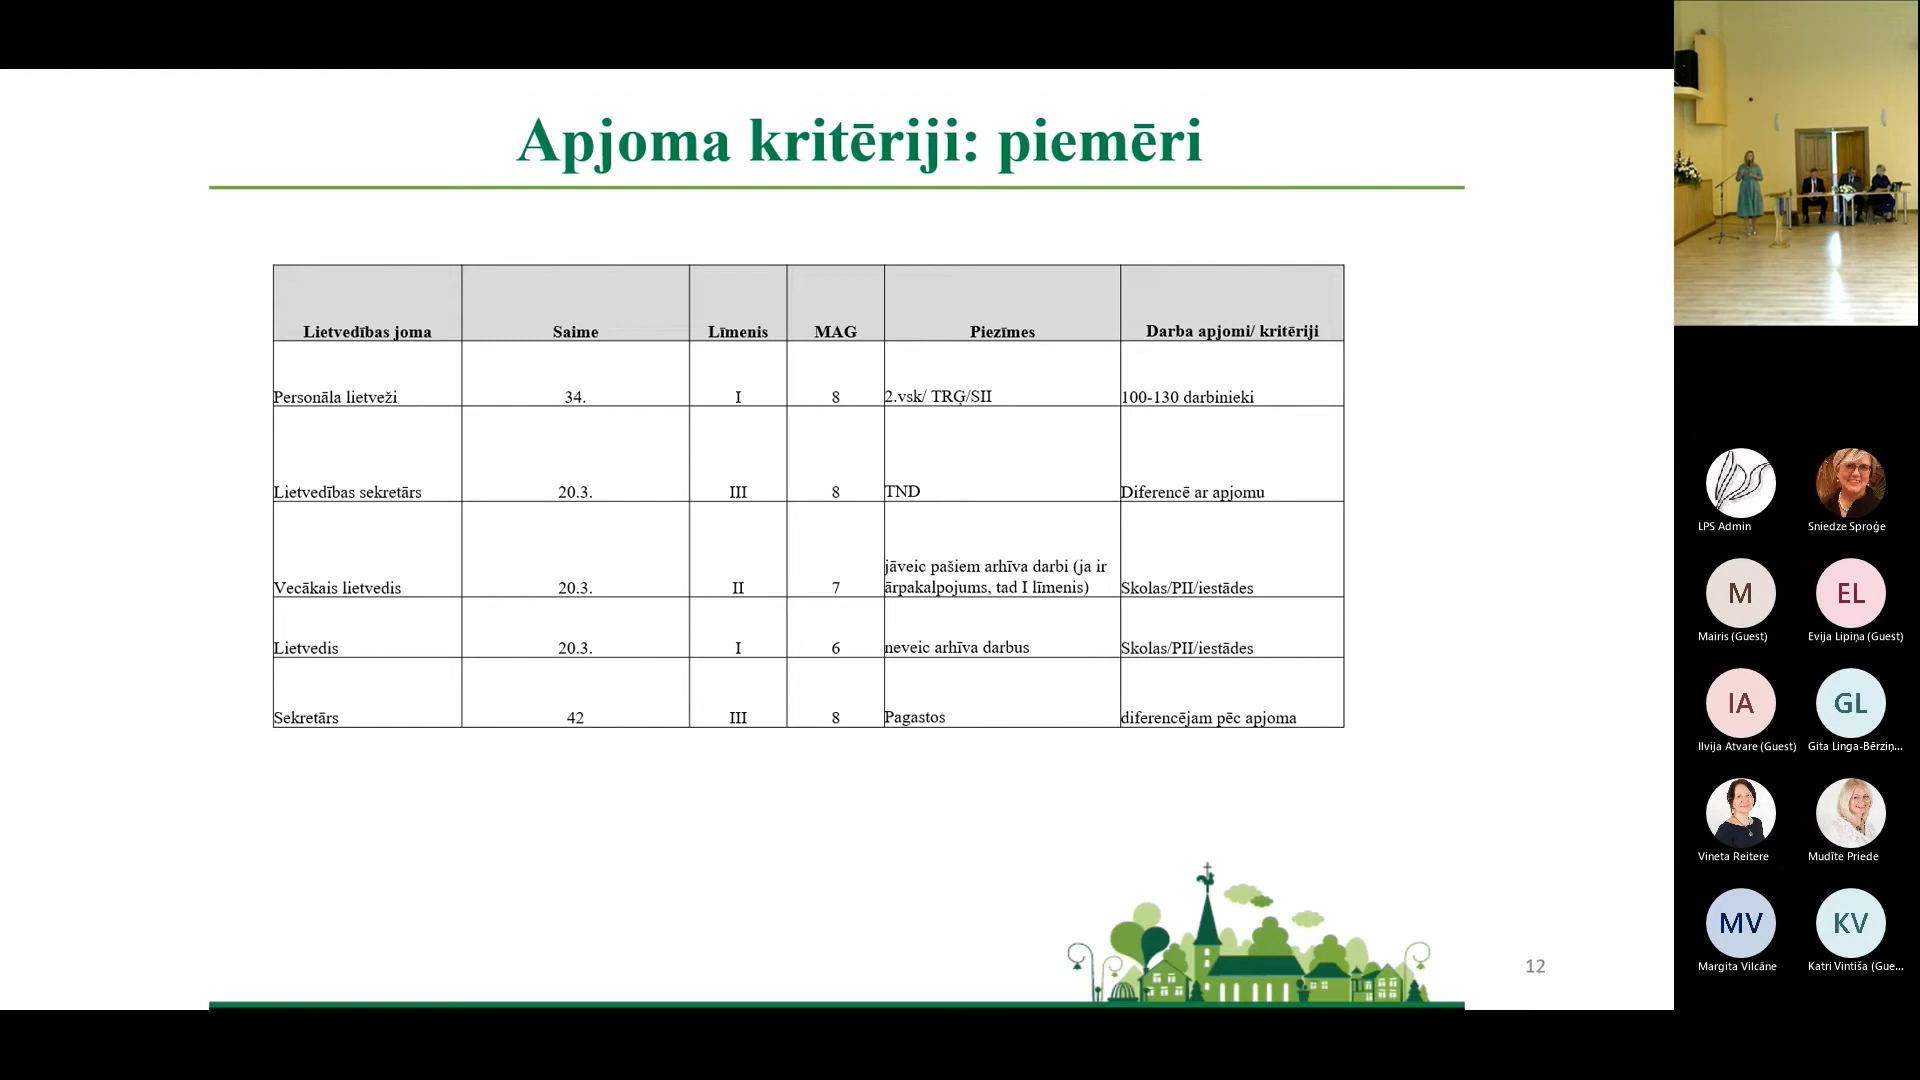 Apjoma kritēriji: piemēri
Lietvedības joma Saime Līmenis MAG Piezīmes Darba apjomi/ kritēriji
Personāla lietveži 34. I 8 2.vsk/ TRĢ/SII 100-130 darbinieki
Lietvedības sekretārs 20.3. III 8 TND Diferencē ar apjomu
Vecākais lietvedis 20.3. II 7 jāveic pašiem arhīva darbi (ja ir
ārpakalpojums, tad I līmenis) Skolas/PII/iestādes
Lietvedis 20.3. I 6 neveic arhīva darbus Skolas/PII/iestādes
Sekretārs 42 III 8 Pagastos diferencējam pēc apjoma
12
LPS Admin Sniedze Sproģe
M EL
Mairis (Guest) Evija Lipiņa (Guest)
IA GL
Ilvija Atvare (Guest) Gita Linga-Bērziņ...
Vineta Reitere Mudīte Priede
MV KV
Margita Vilcāne Katri Vintiša (Gue...